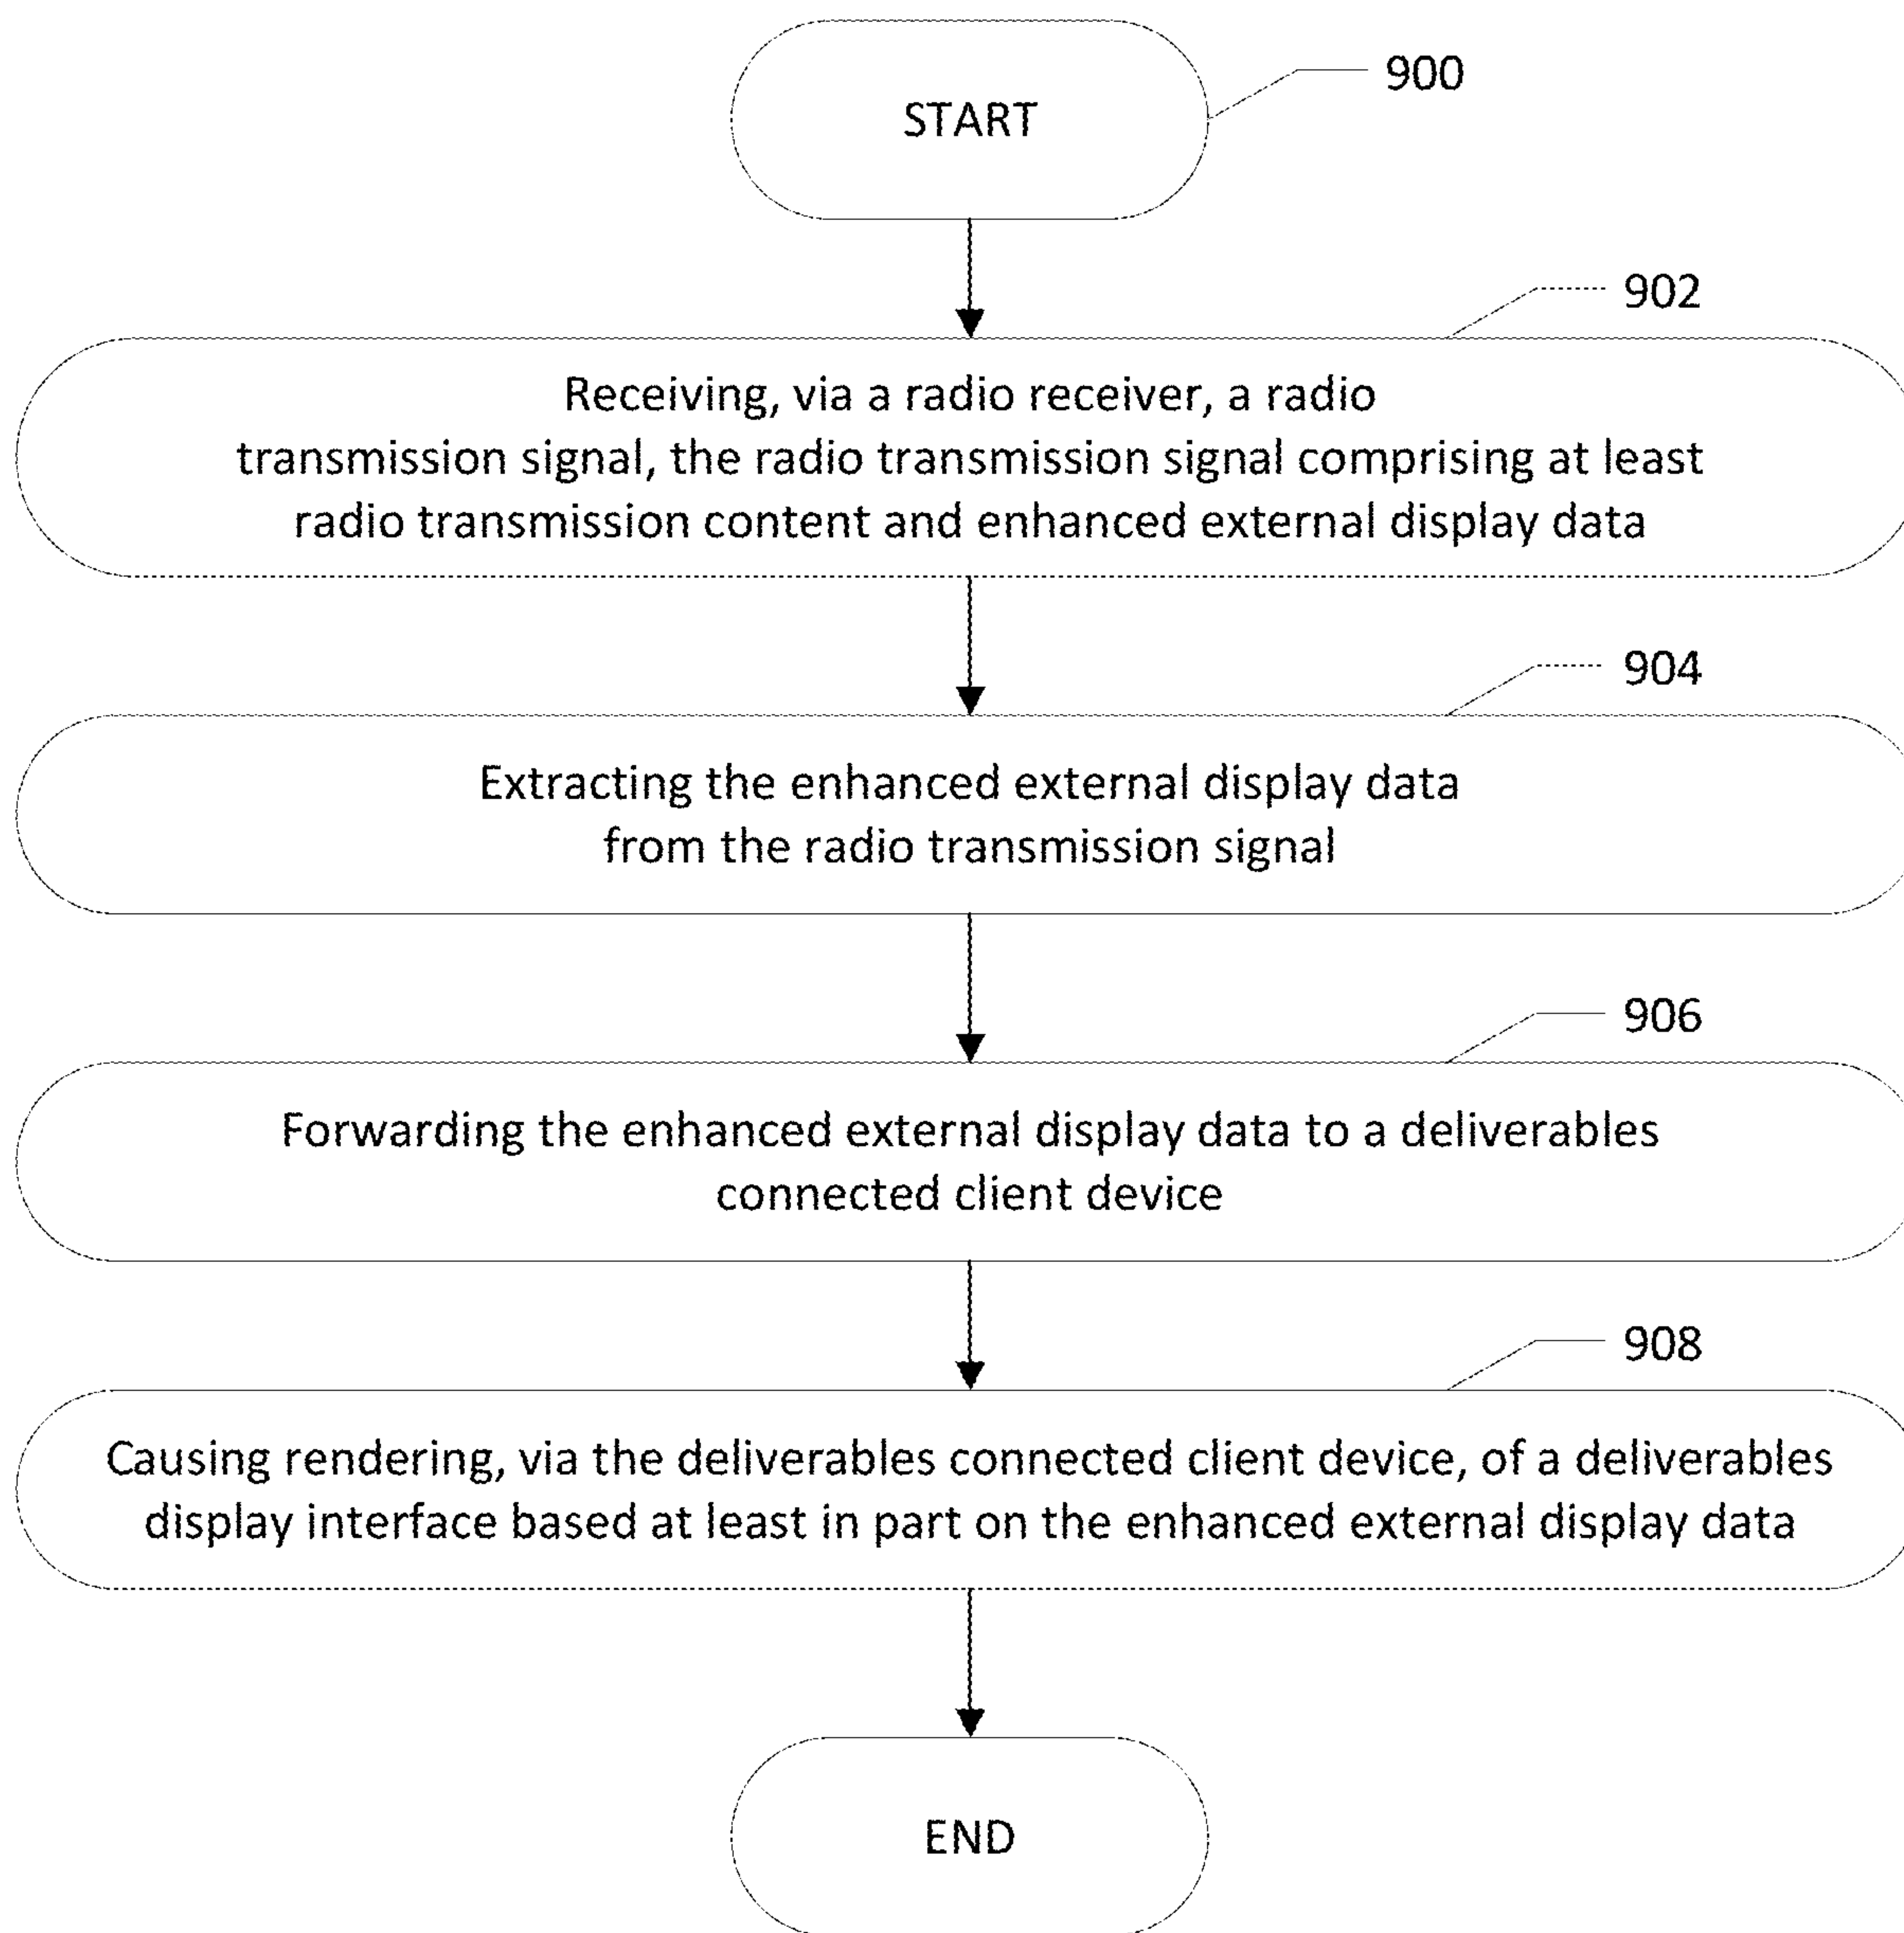 900
START
902
Receiving, via a radio receiver, a radio
transmission signal, the radio transmission signal comprising at least
radio transmission content and enhanced external display data
904
Extracting the enhanced external display data
from the radio transmission signal
906
Forwarding the enhanced external display data to a deliverables
connected client device
908
Causing rendering, via the deliverables connected client device, of a deliverables
display interface based at least in part on the enhanced external display data
END